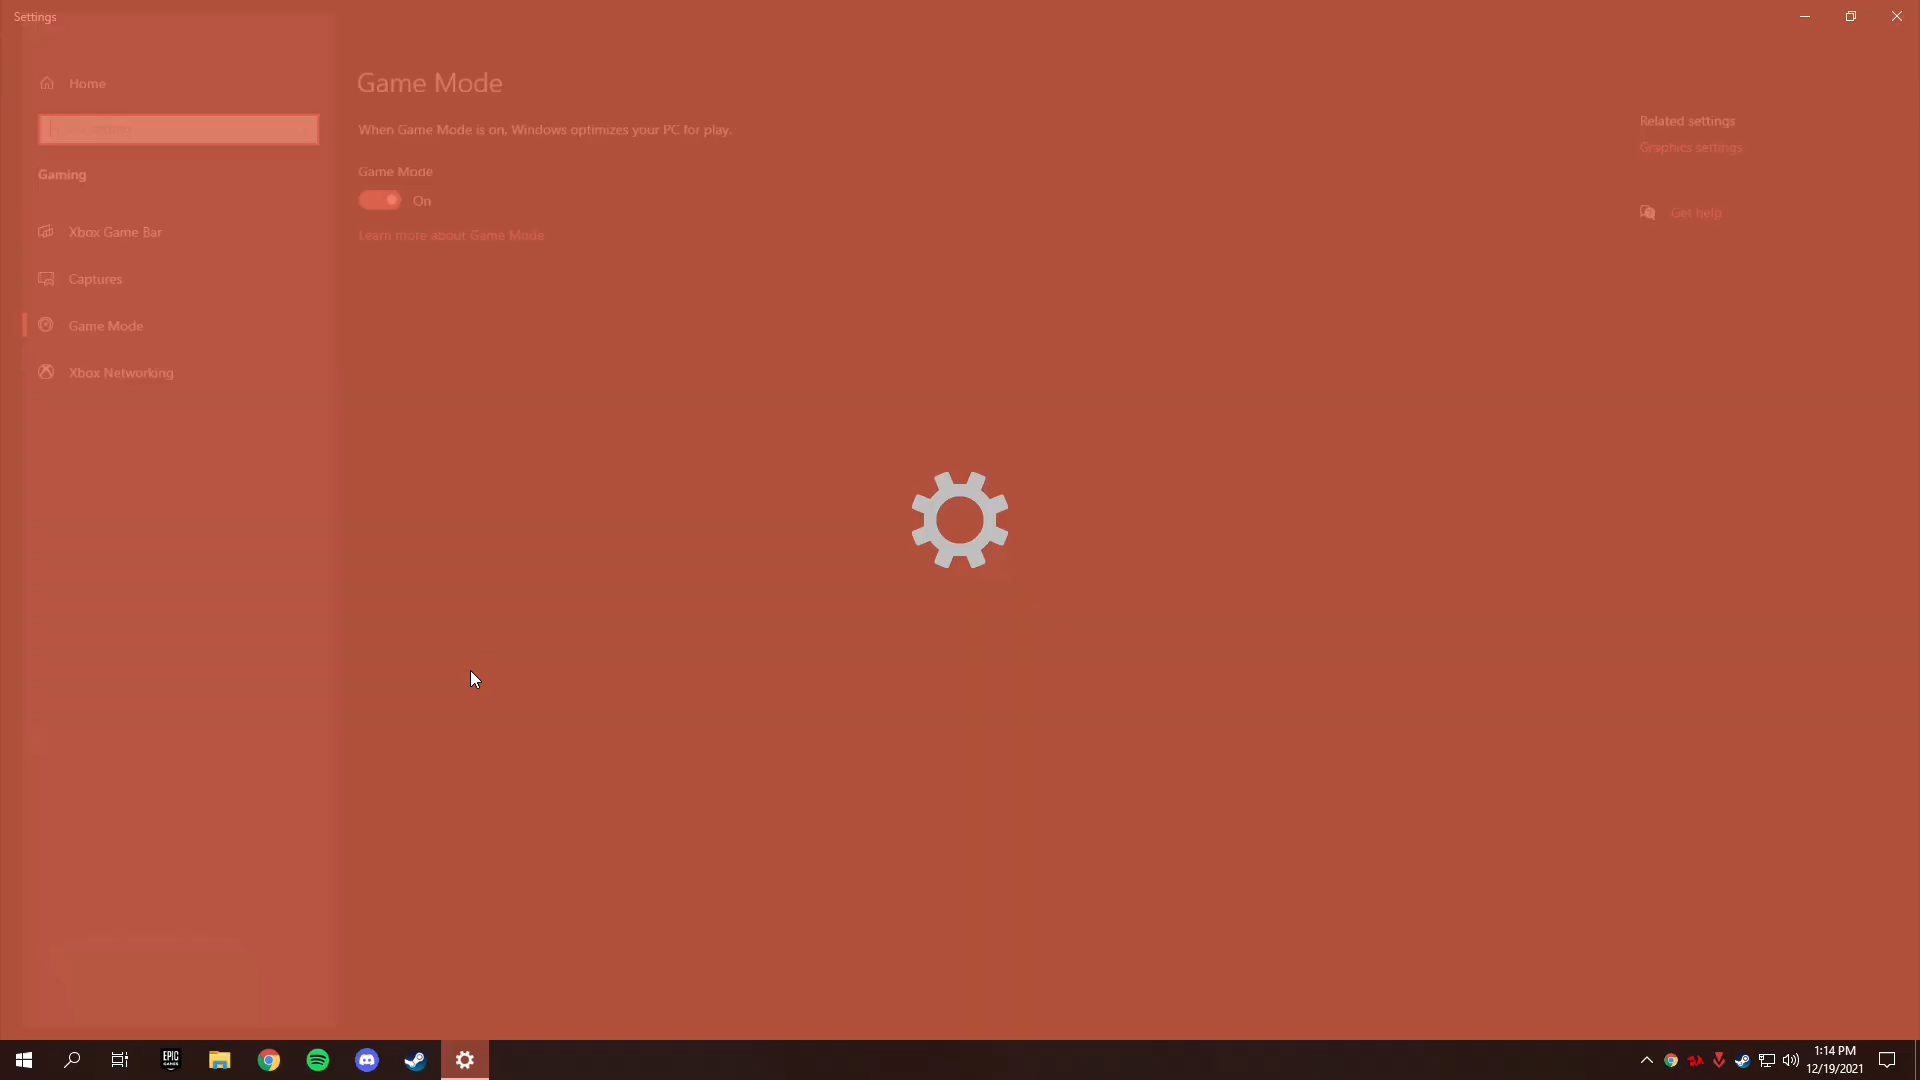 Settings
Home
Gaming
Xbox Game Bar
Captures
Game Mode
Xbox Networking
Game Mode
When Game Mode is on, Windows optimizes your PC for play.
Game Mode
On
Learn more about Game Mode
Related settings
Graphics settings
Get help
EPIC
GAMES
1:14 PM
12/19/2021